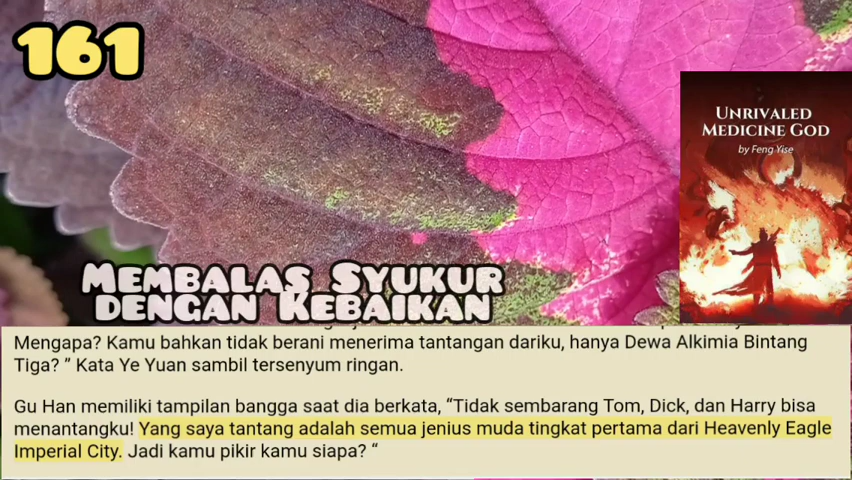 161
UNRIVALED
MEDICINE GOD
by Feng Yise
MEMBALAS SYUKUR
DENGAN KEBAIKAN
Mengapa? Kamu bahkan tidak berani menerima tantangan dariku, hanya Dewa Alkimia Bintang
Tiga? ” Kata Ye Yuan sambil tersenyum ringan.
Gu Han memiliki tampilan bangga saat dia berkata, “Tidak sembarang Tom, Dick, dan Harry bisa
menantangku! Yang saya tantang adalah semua jenius muda tingkat pertama dari Heavenly Eagle
Imperial City. Jadi kamu pikir kamu siapa? “